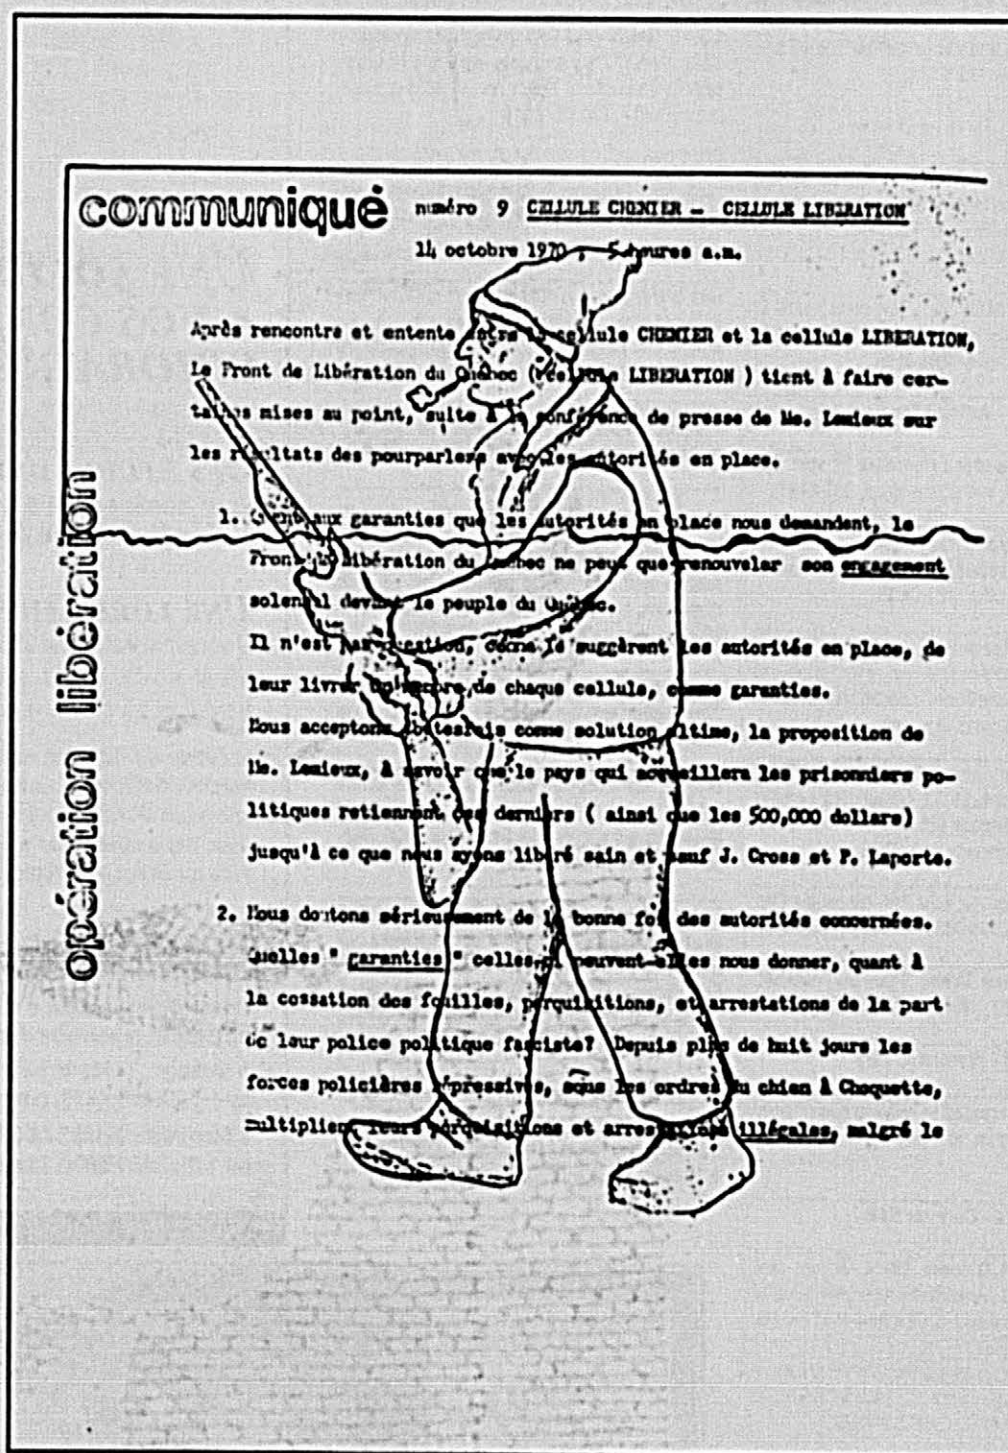 communiqué numéro 9 CELLULE CHENIER - CELLULE LIBERATION
14 octobre 1970, 5 heures a.m.
Après rencontre et entente entre la cellule CHENIER et la cellule LIBERATION,
Le Front de Libération du Québec (cellule LIBERATION ) tient à faire cer-
taines mises au point, suite à la conférence de presse de Me. Lemieux sur
les résultats des pourparlers avec les autorités en place.
1. Quant aux garanties que les autorités en place nous demandent, le
Front de Libération du Québec ne peut que renouveler son engagement
solennel devant le peuple du Québec.
Il n'est pas question, comme le suggèrent les autorités en place, de
leur livrer un membre de chaque cellule, comme garanties.
Nous acceptons toutesfois comme solution ultime, la proposition de
Me. Lemieux, à savoir que le pays qui accueillera les prisonniers po-
litiques retiennent ces derniers ( ainsi que les 500,000 dollars)
jusqu'à ce que nous ayons libéré sain et sauf J. Cross et P. Laporte.
2. Nous doutons sérieusement de la bonne foi des autorités concernées.
Quelles " garanties " celles-ci peuvent-elles nous donner, quant à
la cessation des fouilles, perquisitions, et arrestations de la part
de leur police politique fasciste? Depuis plus de huit jours les
forces policières répressives, sous les ordres du chien à Choquette,
multiplient leurs perquisitions et arrestations illégales, malgré le
opération libération